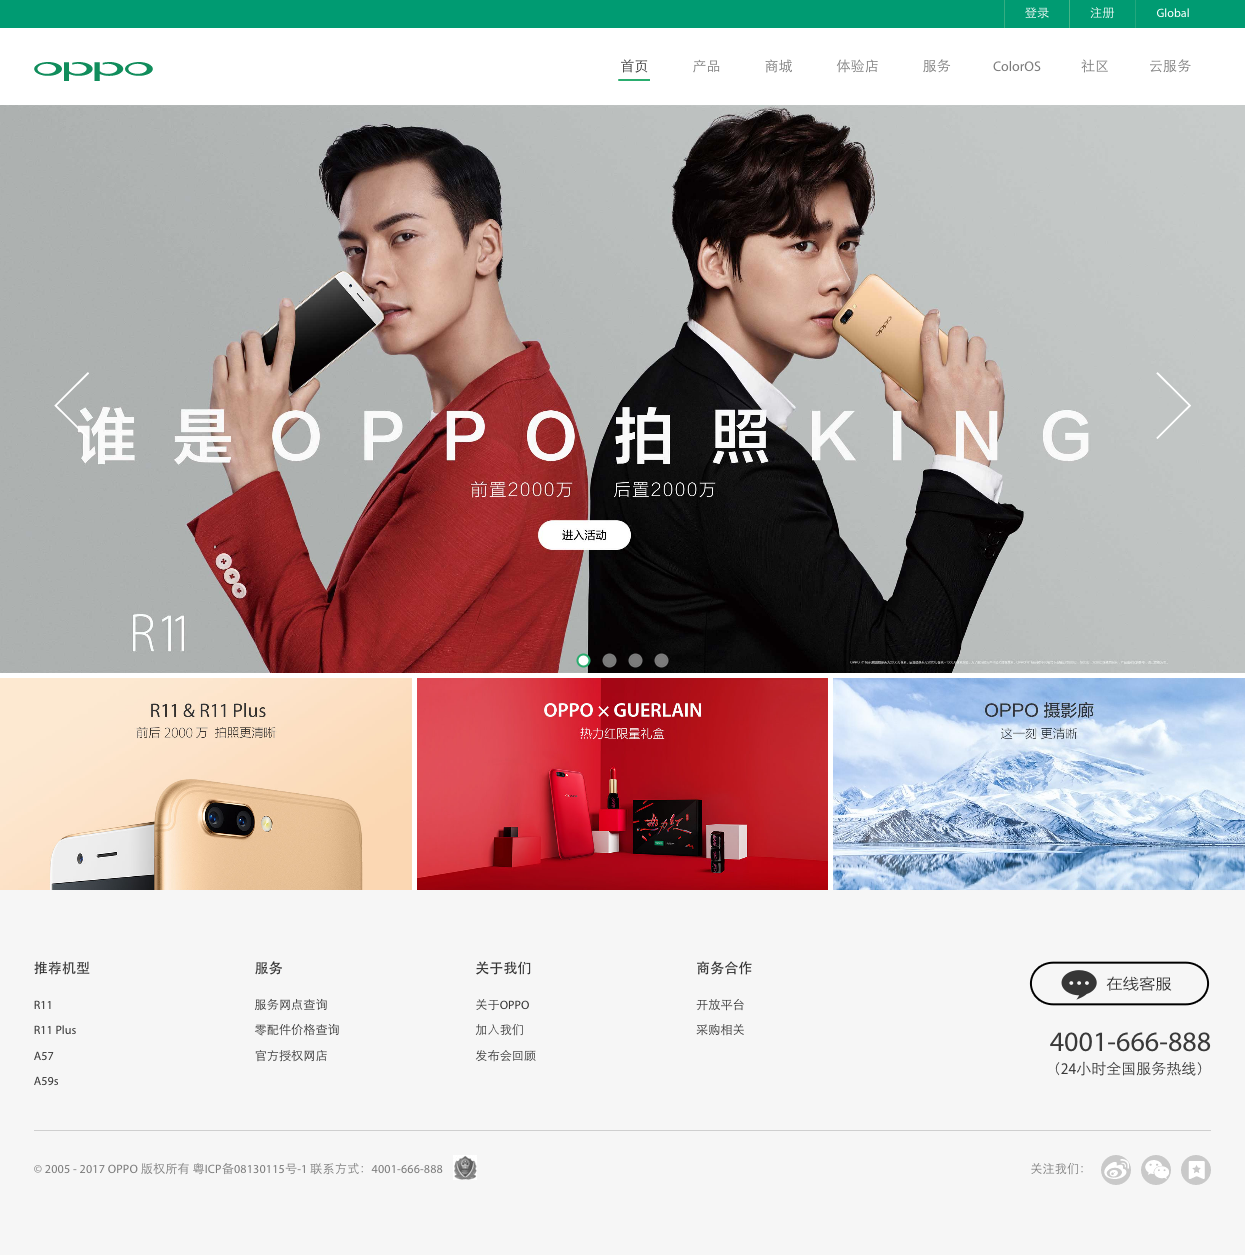 登录 注册 Global
oppo 首页 产品 商城 体验店 服务 ColorOS 社区 云服务
oppo
谁是OPPO拍照KING
前置2000万 后置2000万
进入活动
R11
R11 & R11 Plus
前后 2000 万 拍照更清晰
OPPO × GUERLAIN
热力红限量礼盒
热力红
OPPO 摄影廊
这一刻 更清晰
推荐机型 服务 关于我们 商务合作
R11 服务网点查询 关于OPPO 开放平台
R11 Plus 零配件价格查询 加入我们 采购相关
A57 官方授权网店 发布会回顾
A59s
在线客服
4001-666-888
（24小时全国服务热线）
© 2005 - 2017 OPPO 版权所有 粤ICP备08130115号-1 联系方式：4001-666-888 关注我们：